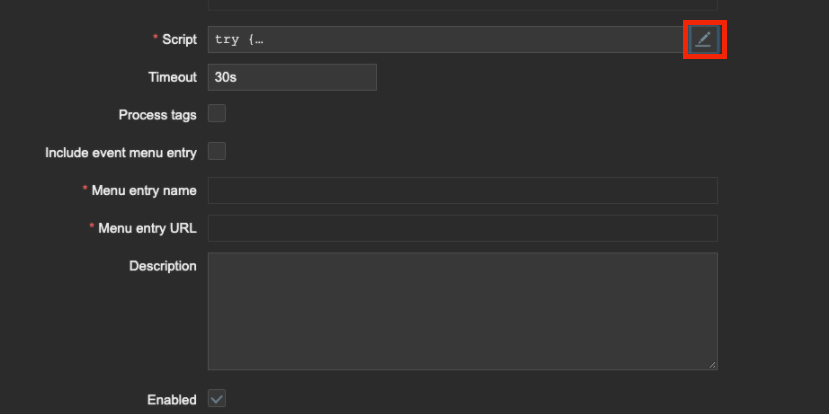 * Script try {…
Timeout 30s
Process tags
Include event menu entry
* Menu entry name
* Menu entry URL
Description
Enabled